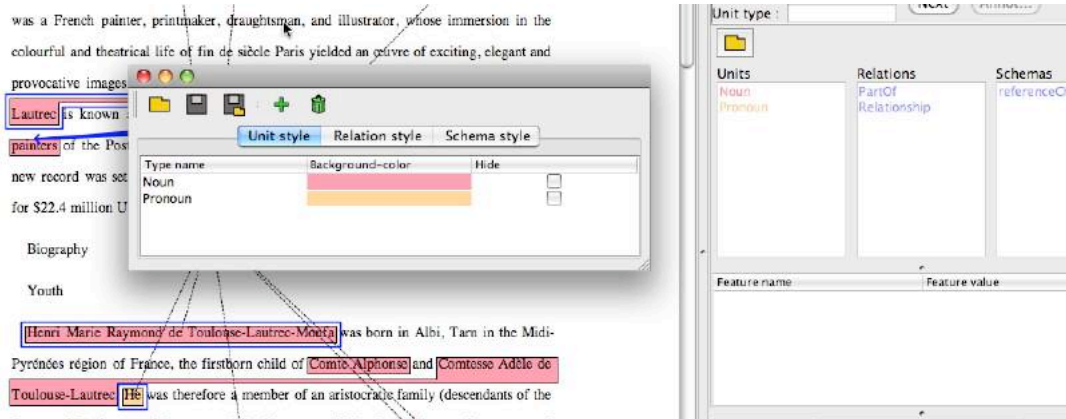 was a French painter, printmaker, draughtsman, and illustrator, whose immersion in the
colourful and theatrical life of fin de siècle Paris yielded an œuvre of exciting, elegant and
provocative images
Lautrec is known
painters of the Pos
new record was set
for $22.4 million U
Biography
Youth
Henri Marie Raymond de Toulouse-Lautrec-Monfa was born in Albi, Tarn in the Midi-
Pyrénées région of France, the firstborn child of Comte Alphonse and Comtesse Adèle de
Toulouse-Lautrec. He was therefore a member of an aristocratic family (descendants of the
Unit style Relation style Schema style
Type name Background-color Hide
Noun
Pronoun
Unit type :
Units Relations Schemas
Noun PartOf referenceCh
Pronoun Relationship
Feature name Feature value